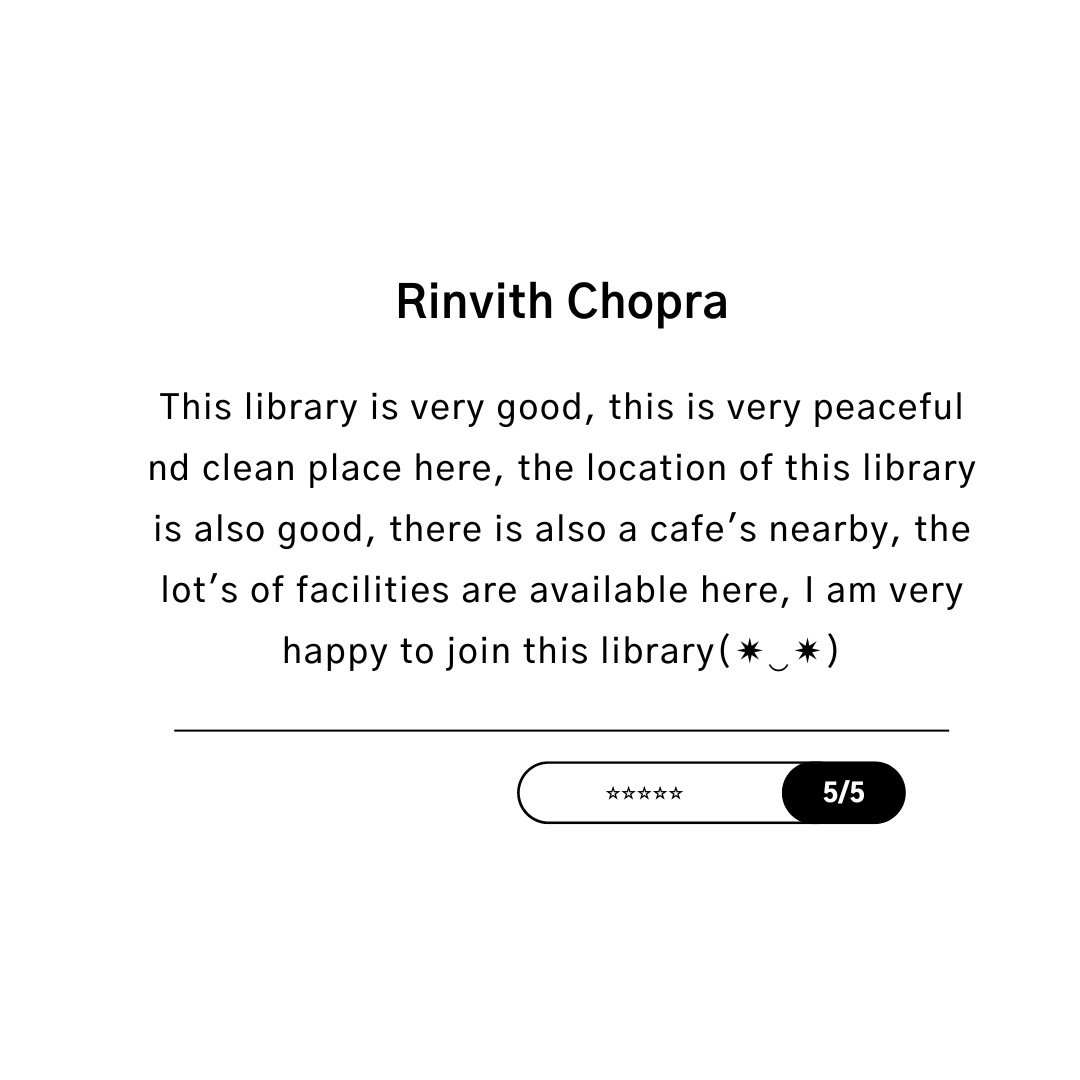 Rinvith Chopra
This library is very good, this is very peaceful
nd clean place here, the location of this library
is also good, there is also a cafe’s nearby, the
lot’s of facilities are available here, I am very
happy to join this library(✷‿✷)
☆☆☆☆☆ 5/5